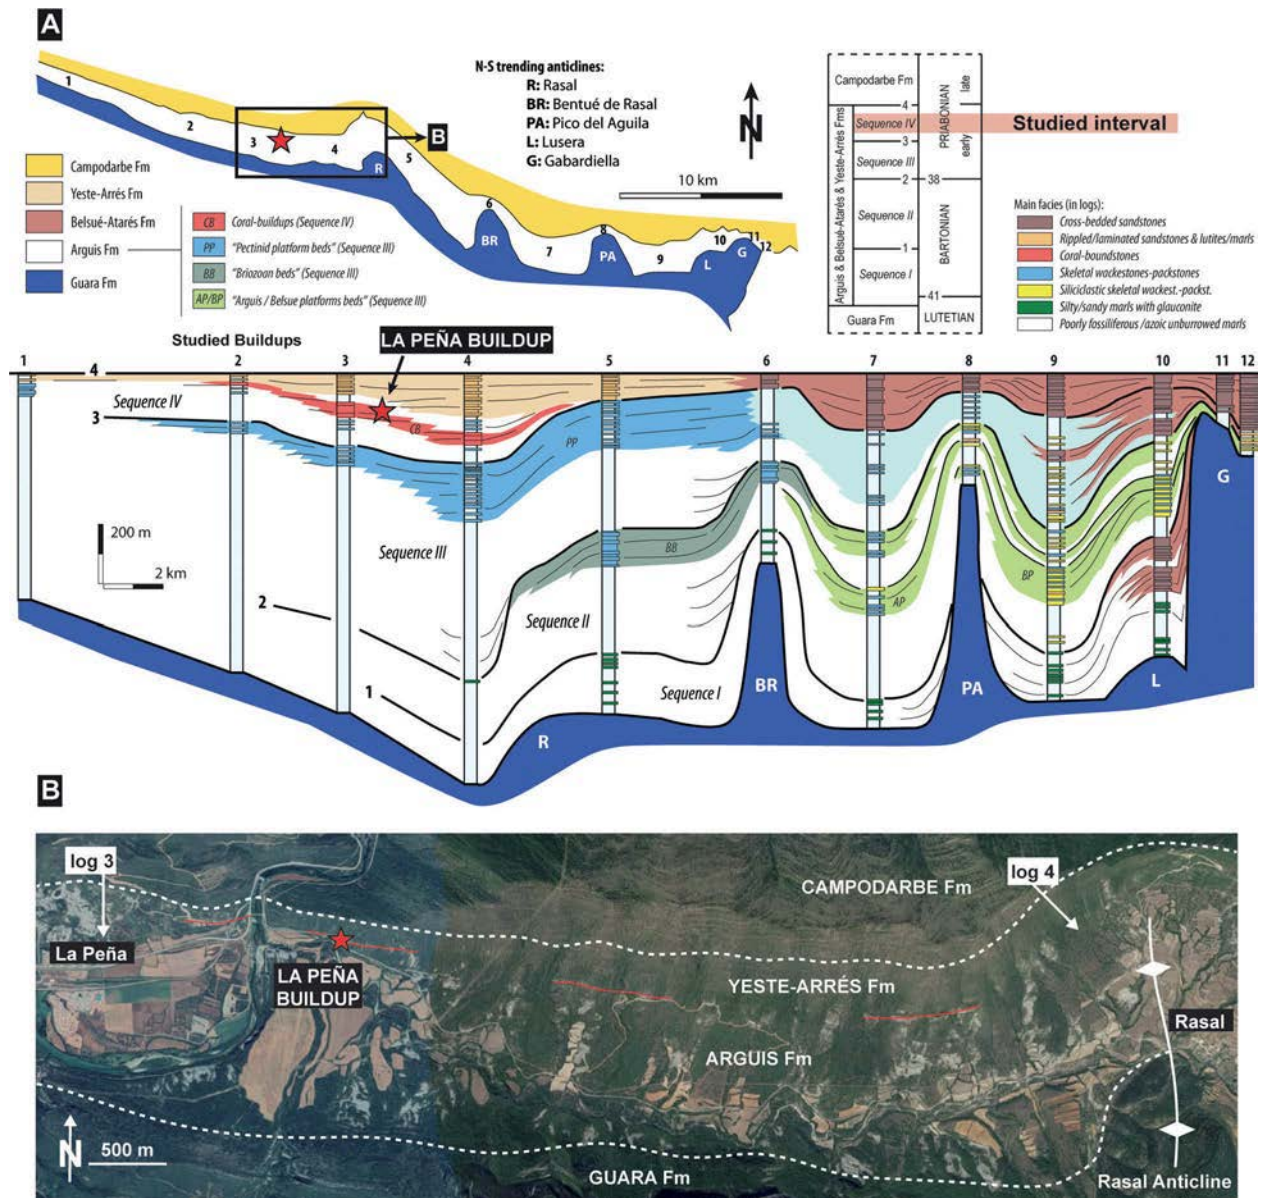 A
N-S trending anticlines:
R: Rasal
BR: Bentué de Rasal
PA: Pico del Aguila
L: Lusera
G: Gabardiella
N
10 km
1
2
3
4
B
5
R
6
BR
7
8
PA
9
10
L
G
11
12
Campodarbe Fm
Yeste-Arrés Fm
Belsué-Atarés Fm
Arguis Fm
Guara Fm
CB Coral-buildups (Sequence IV)
PP "Pectinid platform beds" (Sequence III)
BB "Briozoan beds" (Sequence III)
AP/BP "Arguis / Belsue platforms beds" (Sequence III)
Campodarbe Fm
Arguis & Belsué-Atarés & Yeste-Arrés Fms
4
Sequence IV
3
Sequence III
2
38
Sequence II
1
Sequence I
41
Guara Fm
LUTETIAN
BARTONIAN
PRIABONIAN
early
late
Studied interval
Main facies (in logs):
Cross-bedded sandstones
Rippled/laminated sandstones & lutites/marls
Coral-boundstones
Skeletal wackestones-packstones
Siliciclastic skeletal wackest.-packst.
Silty/sandy marls with glauconite
Poorly fossiliferous /azoic unburrowed marls
Studied Buildups
LA PEÑA BUILDUP
1 2 3 4 5 6 7 8 9 10 11 12
4
Sequence IV
3
CB
PP
200 m
2 km
Sequence III
BB
2
Sequence II
AP
BP
1
Sequence I
R
BR
PA
L
G
B
log 3
La Peña
LA PEÑA
BUILDUP
CAMPODARBE Fm
log 4
YESTE-ARRÉS Fm
Rasal
ARGUIS Fm
N
500 m
GUARA Fm
Rasal Anticline